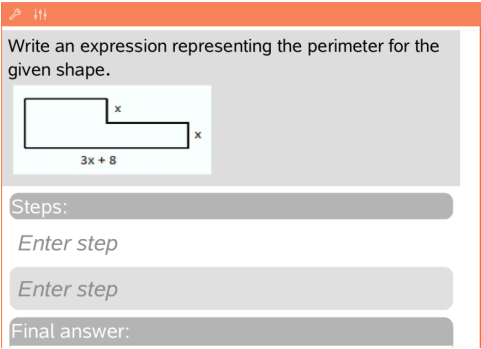 Write an expression representing the perimeter for the
given shape.
x
x
3x + 8
Steps:
Enter step
Enter step
Final answer: